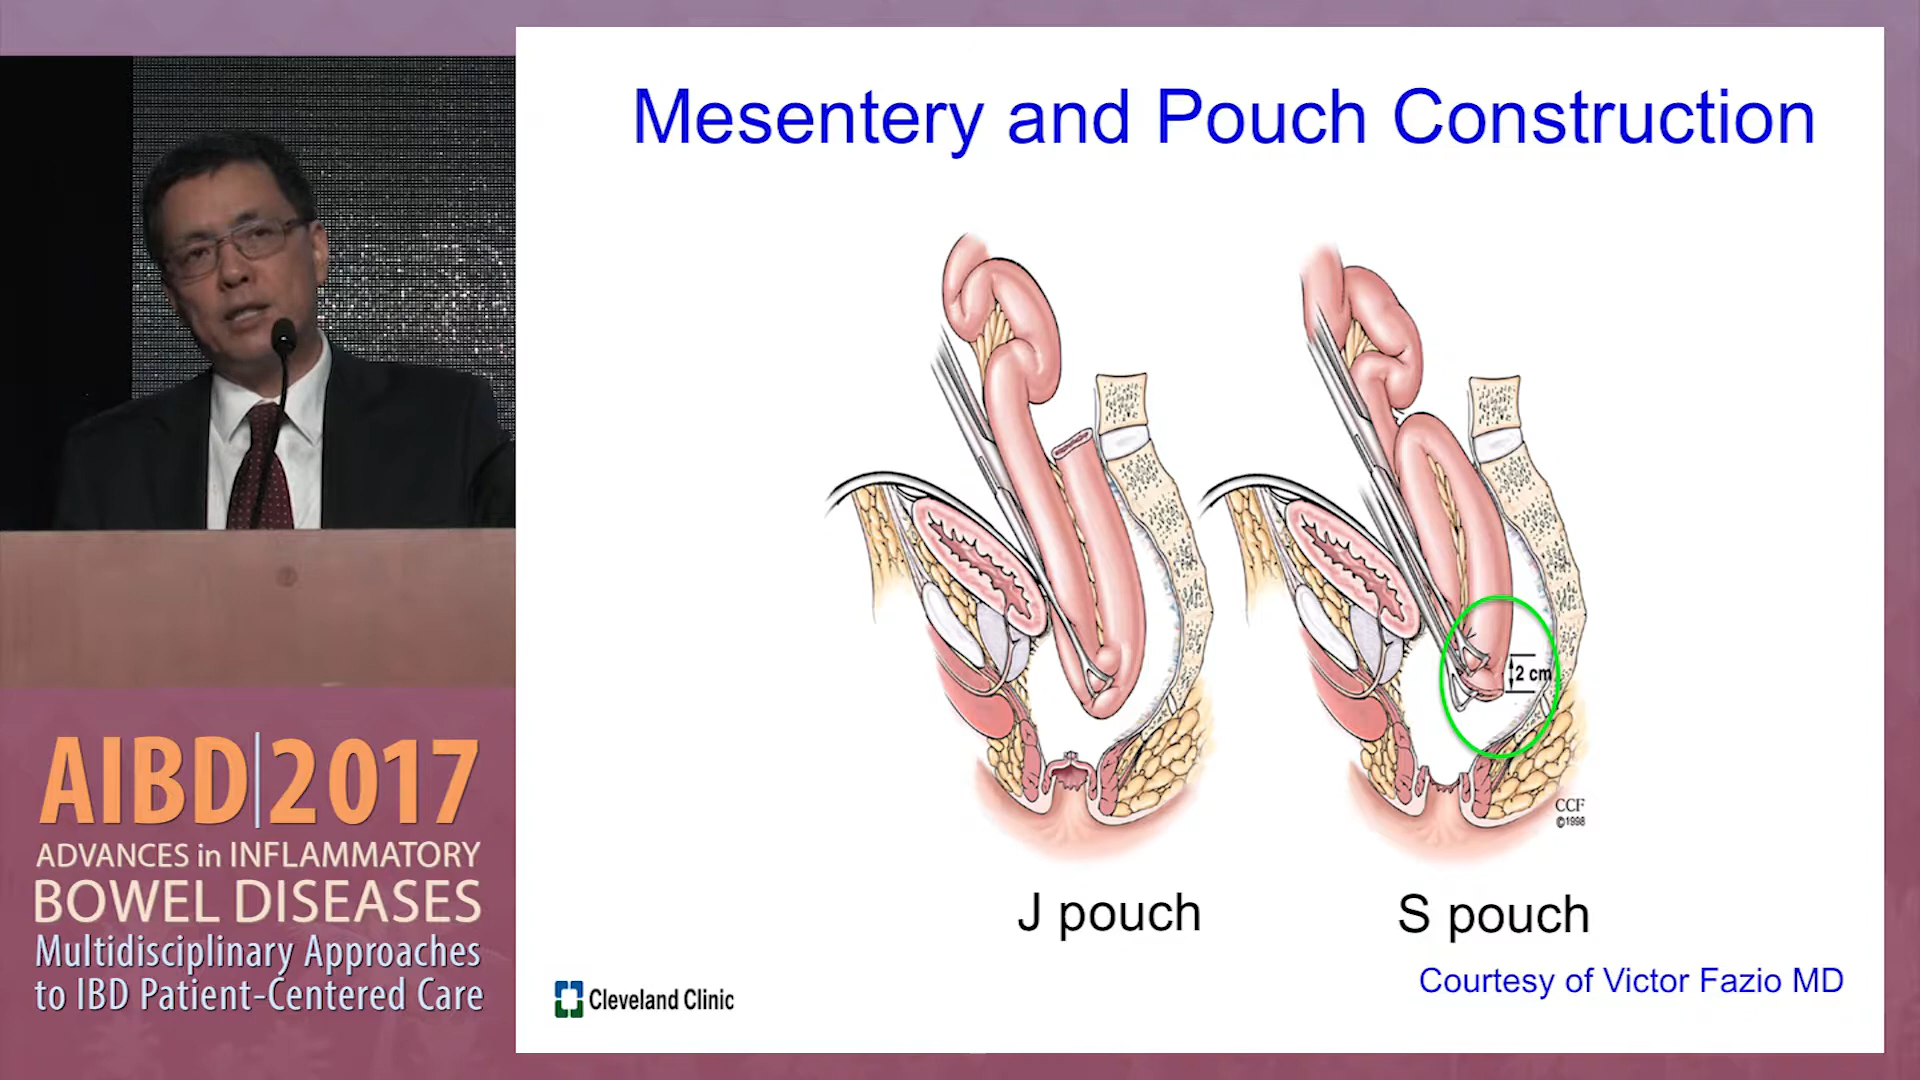 Mesentery and Pouch Construction
2 cm
CCF
©1998
J pouch
S pouch
Courtesy of Victor Fazio MD
Cleveland Clinic
AIBD|2017
ADVANCES in INFLAMMATORY
BOWEL DISEASES
Multidisciplinary Approaches
to IBD Patient-Centered Care